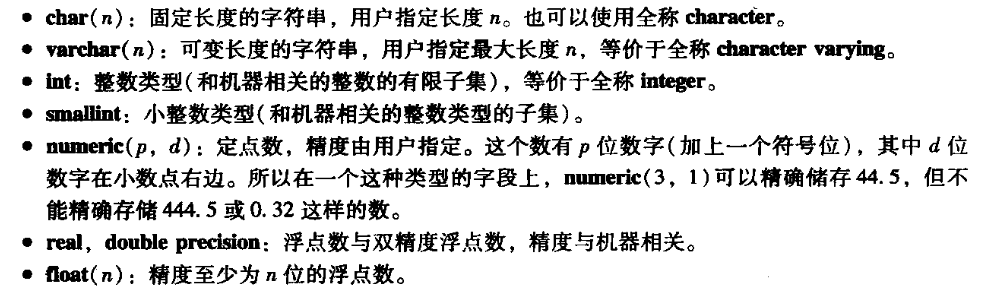 • char(n)：固定长度的字符串，用户指定长度 n。也可以使用全称 character。
• varchar(n)：可变长度的字符串，用户指定最大长度 n，等价于全称 character varying。
• int：整数类型(和机器相关的整数的有限子集)，等价于全称 integer。
• smallint：小整数类型(和机器相关的整数类型的子集)。
• numeric(p，d)：定点数，精度由用户指定。这个数有 p 位数字(加上一个符号位)，其中 d 位
数字在小数点右边。所以在一个这种类型的字段上，numeric(3，1)可以精确储存 44.5，但不
能精确存储 444.5 或 0.32 这样的数。
• real，double precision：浮点数与双精度浮点数，精度与机器相关。
• float(n)：精度至少为 n 位的浮点数。